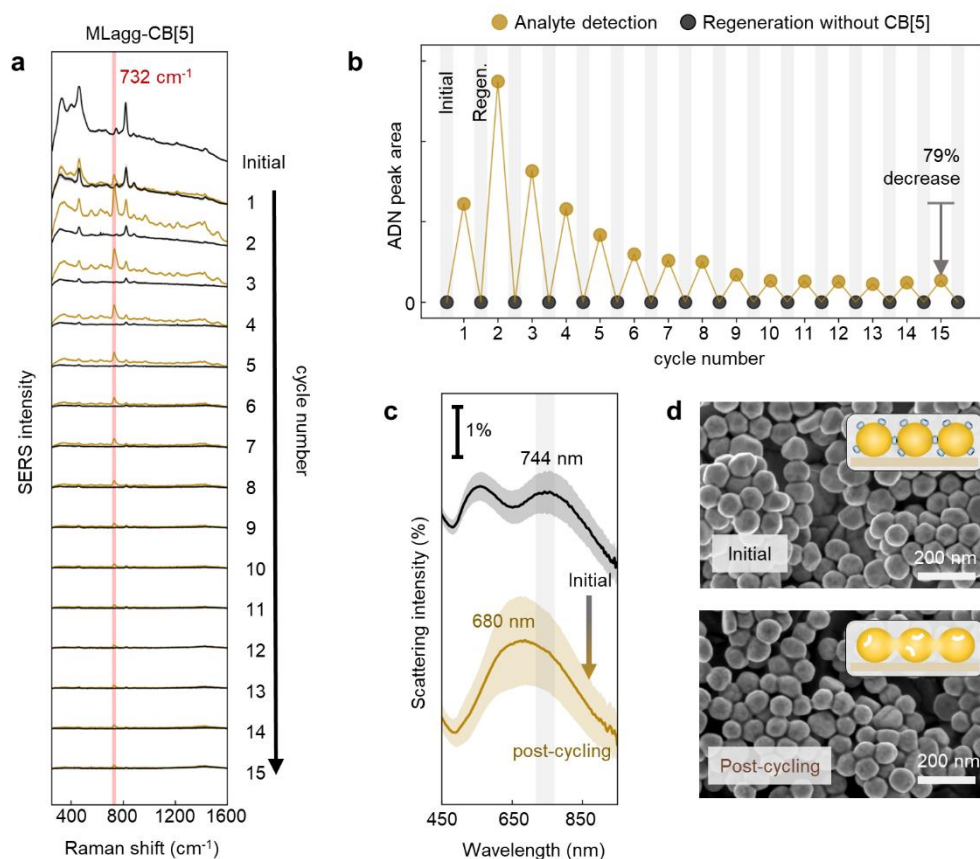 Analyte detection
Regeneration without CB[5]
MLagg-CB[5]
a
732 cm⁻¹
Initial
1
2
3
4
5
6
7
8
9
10
11
12
13
14
15
cycle number
SERS intensity
400
800
1200
1600
Raman shift (cm⁻¹)
b
Initial
Regen.
79%
decrease
ADN peak area
0
1 2 3 4 5 6 7 8 9 10 11 12 13 14 15
cycle number
c
1%
744 nm
Initial
680 nm
post-cycling
Scattering intensity (%)
450 650 850
Wavelength (nm)
d
Initial
200 nm
Post-cycling
200 nm